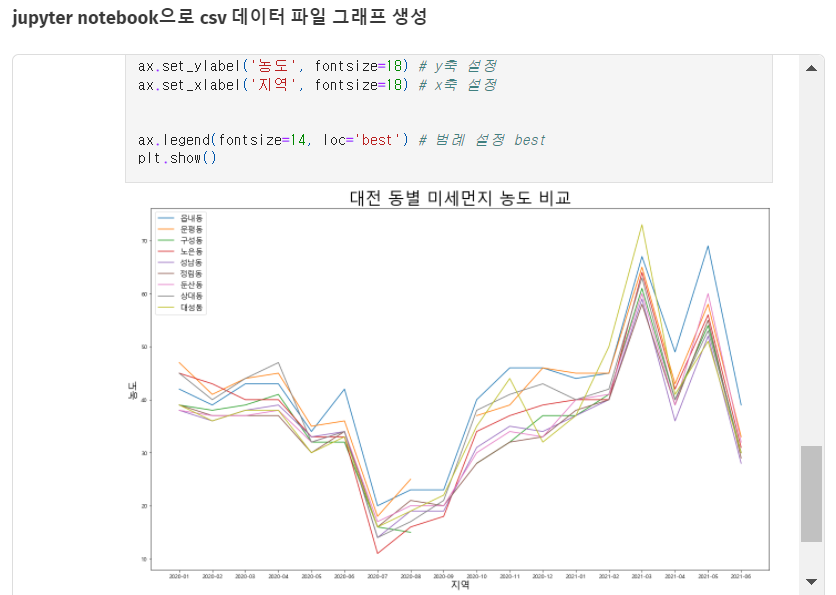 jupyter notebook으로 csv 데이터 파일 그래프 생성
ax.set_ylabel('농도', fontsize=18) # y축 설정
ax.set_xlabel('지역', fontsize=18) # x축 설정
ax.legend(fontsize=14, loc='best') # 범례 설정 best
plt.show()
대전 동별 미세먼지 농도 비교
읍내동
문평동
구성동
노은동
성남동
정림동
둔산동
상대동
대성동
70
60
50
40
30
20
10
농도
2020-01 2020-02 2020-03 2020-04 2020-05 2020-06 2020-07 2020-08 2020-09 2020-10 2020-11 2020-12 2021-01 2021-02 2021-03 2021-04 2021-05 2021-06
지역